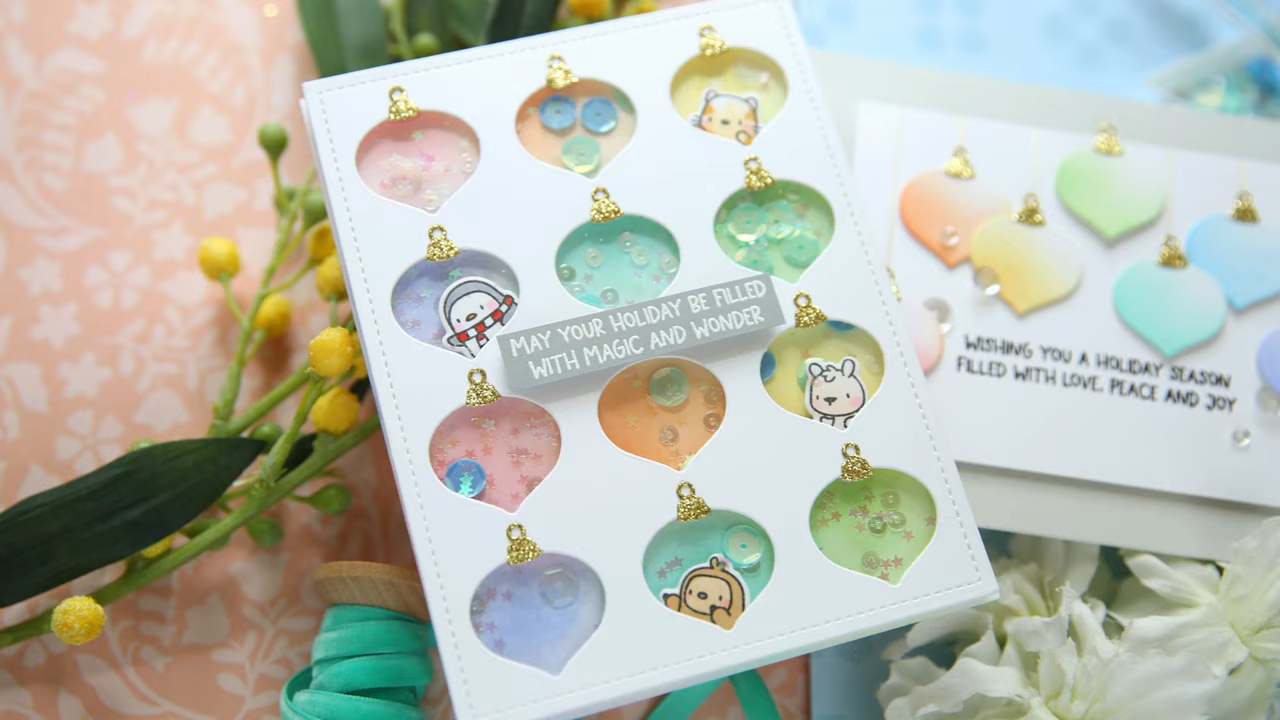 MAY YOUR HOLIDAY BE FILLED
WITH MAGIC AND WONDER
WISHING YOU A HOLIDAY SEASON
FILLED WITH LOVE, PEACE AND JOY